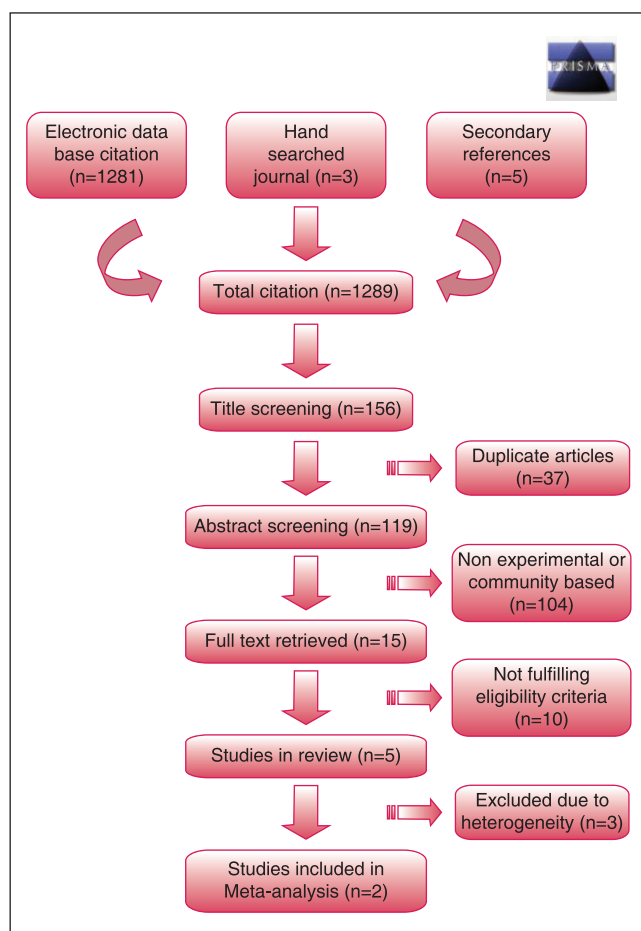 PRISMA
Electronic data
base citation
(n=1281)
Hand
searched
journal (n=3)
Secondary
references
(n=5)
Total citation (n=1289)
Title screening (n=156)
Duplicate articles
(n=37)
Abstract screening (n=119)
Non experimental or
community based
(n=104)
Full text retrieved (n=15)
Not fulfilling
eligibility criteria
(n=10)
Studies in review (n=5)
Excluded due to
heterogeneity (n=3)
Studies included in
Meta-analysis (n=2)